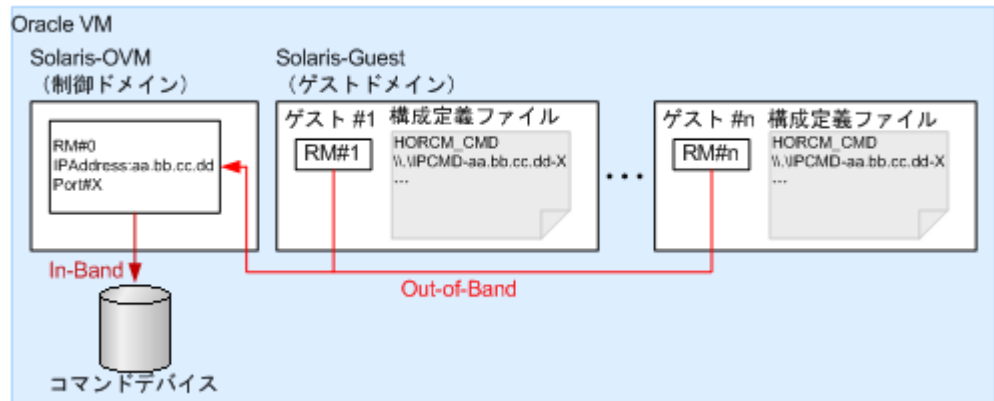 Oracle VM
Solaris-OVM
（制御ドメイン）
RM#0
IPAddress:aa.bb.cc.dd
Port#X
In-Band
コマンドデバイス
Solaris-Guest
（ゲストドメイン）
ゲスト #1
構成定義ファイル
RM#1
HORCM_CMD
\\.\IPCMD-aa.bb.cc.dd-X
...
･･･
ゲスト #n
構成定義ファイル
RM#n
HORCM_CMD
\\.\IPCMD-aa.bb.cc.dd-X
...
Out-of-Band